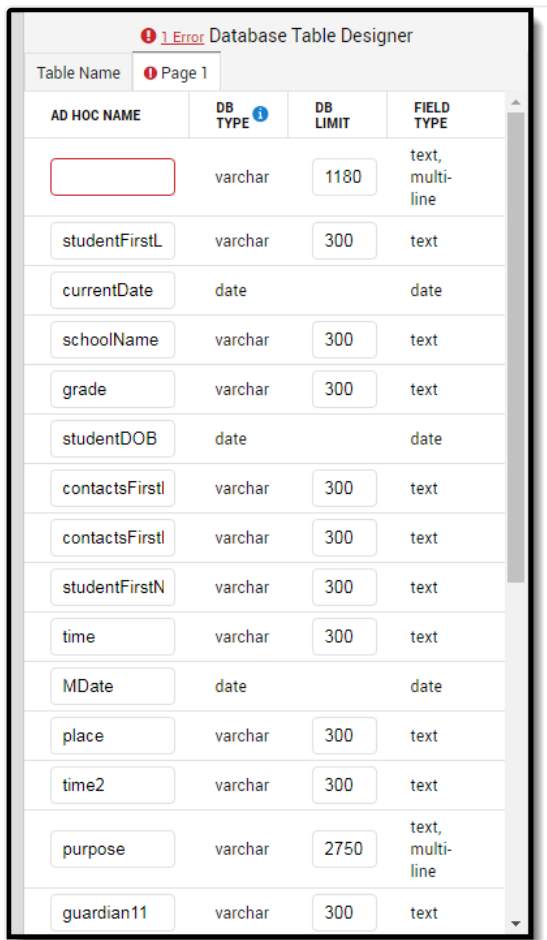 1 Error Database Table Designer
Table Name Page 1
AD HOC NAME DB TYPE DB LIMIT FIELD TYPE
varchar 1180 text, multi-line
studentFirstL varchar 300 text
currentDate date date
schoolName varchar 300 text
grade varchar 300 text
studentDOB date date
contactsFirstl varchar 300 text
contactsFirstl varchar 300 text
studentFirstN varchar 300 text
time varchar 300 text
MDate date date
place varchar 300 text
time2 varchar 300 text
purpose varchar 2750 text, multi-line
guardian11 varchar 300 text